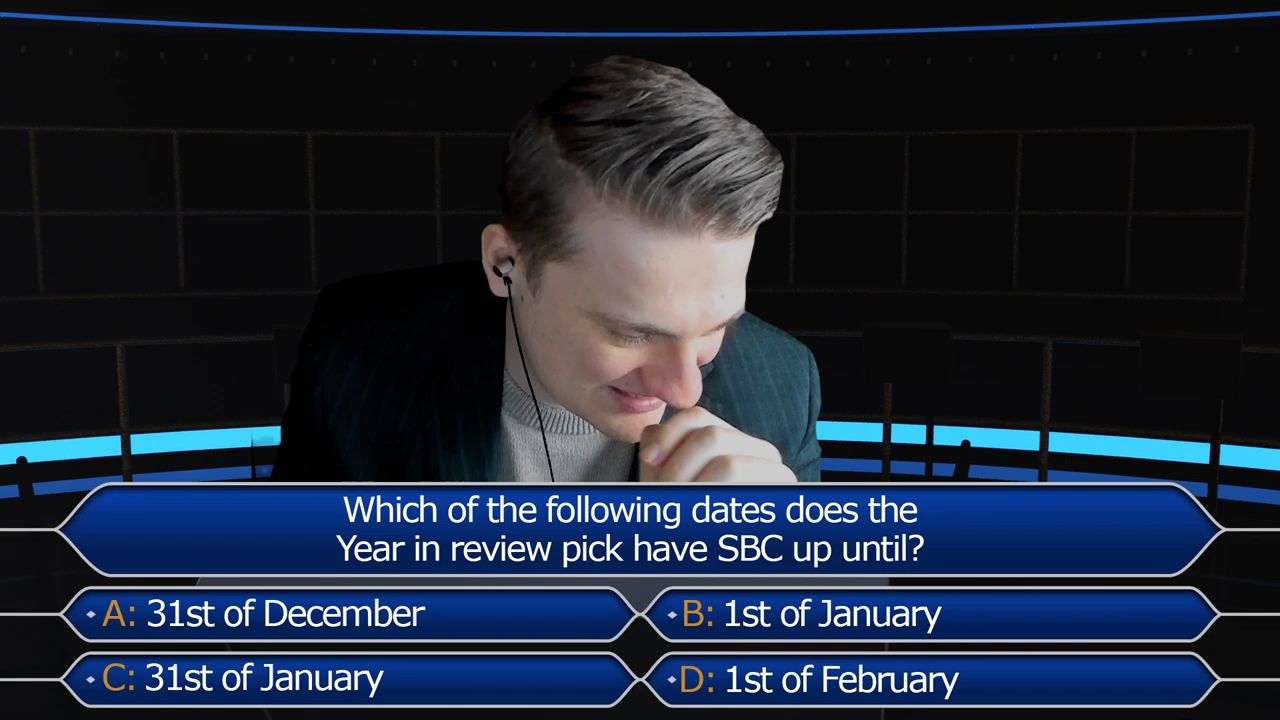 Which of the following dates does the
Year in review pick have SBC up until?
A: 31st of December
B: 1st of January
C: 31st of January
D: 1st of February